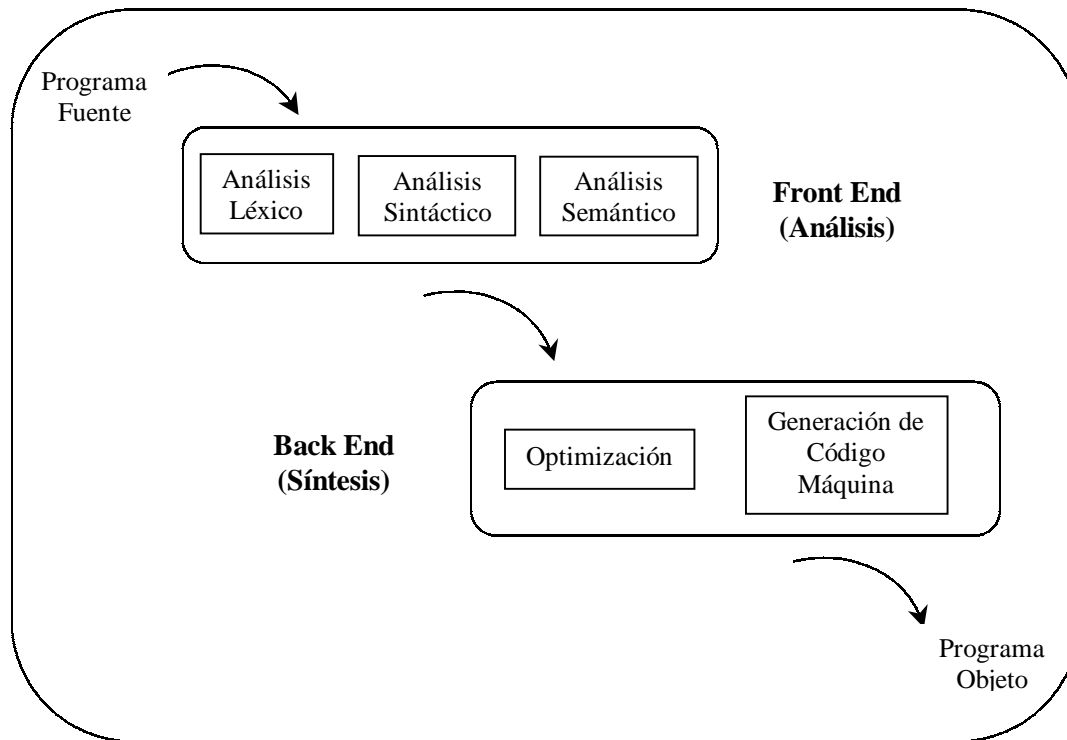 Programa
Fuente
Análisis
Léxico
Análisis
Sintáctico
Análisis
Semántico
Front End
(Análisis)
Back End
(Síntesis)
Optimización
Generación de
Código
Máquina
Programa
Objeto